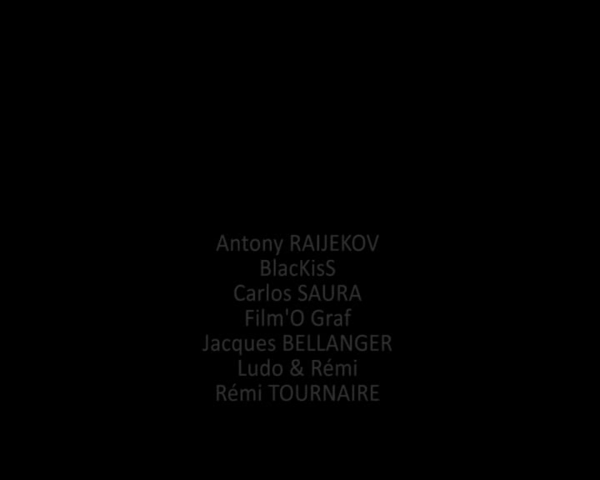 Antony RAIJEKOV
BlacKisS
Carlos SAURA
Film'O Graf
Jacques BELLANGER
Ludo & Rémi
Rémi TOURNAIRE